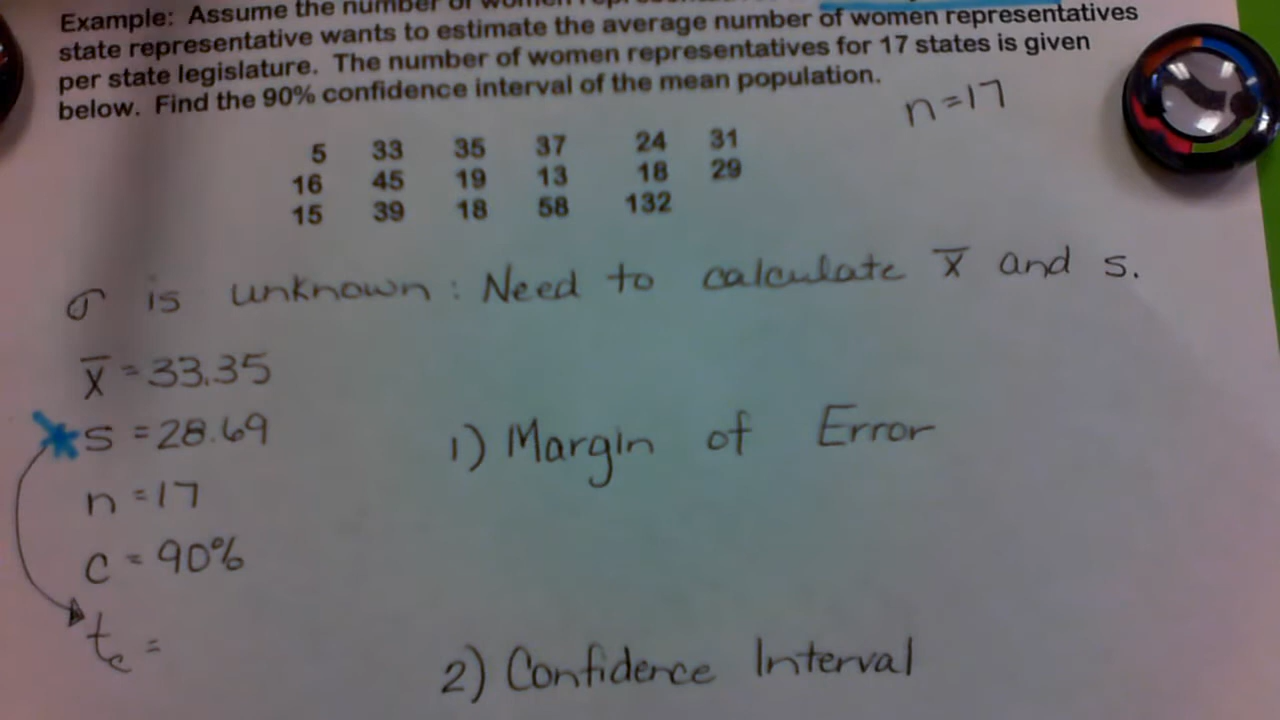 Example: Assume the number of women
state representative wants to estimate the average number of women representatives
per state legislature. The number of women representatives for 17 states is given
below. Find the 90% confidence interval of the mean population.
n=17
5 33 35 37 24 31
16 45 19 13 18 29
15 39 18 58 132
σ is unknown: Need to calculate x̅ and s.
x̅ = 33.35
s = 28.69
1) Margin of Error
n = 17
c = 90%
tc =
2) Confidence Interval